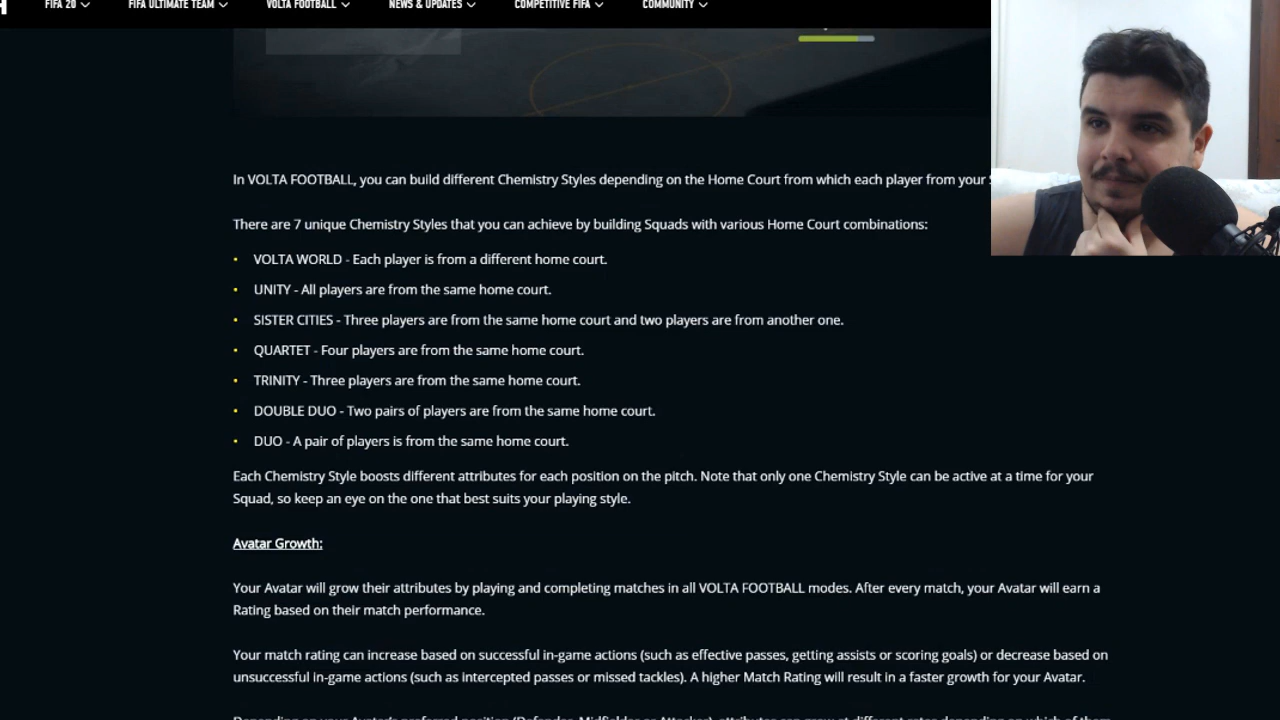 FIFA 20 FIFA ULTIMATE TEAM VOLTA FOOTBALL NEWS & UPDATES COMPETITIVE FIFA COMMUNITY
In VOLTA FOOTBALL, you can build different Chemistry Styles depending on the Home Court from which each player from your
There are 7 unique Chemistry Styles that you can achieve by building Squads with various Home Court combinations:
• VOLTA WORLD - Each player is from a different home court.
• UNITY - All players are from the same home court.
• SISTER CITIES - Three players are from the same home court and two players are from another one.
• QUARTET - Four players are from the same home court.
• TRINITY - Three players are from the same home court.
• DOUBLE DUO - Two pairs of players are from the same home court.
• DUO - A pair of players is from the same home court.
Each Chemistry Style boosts different attributes for each position on the pitch. Note that only one Chemistry Style can be active at a time for your
Squad, so keep an eye on the one that best suits your playing style.
Avatar Growth:
Your Avatar will grow their attributes by playing and completing matches in all VOLTA FOOTBALL modes. After every match, your Avatar will earn a
Rating based on their match performance.
Your match rating can increase based on successful in-game actions (such as effective passes, getting assists or scoring goals) or decrease based on
unsuccessful in-game actions (such as intercepted passes or missed tackles). A higher Match Rating will result in a faster growth for your Avatar.